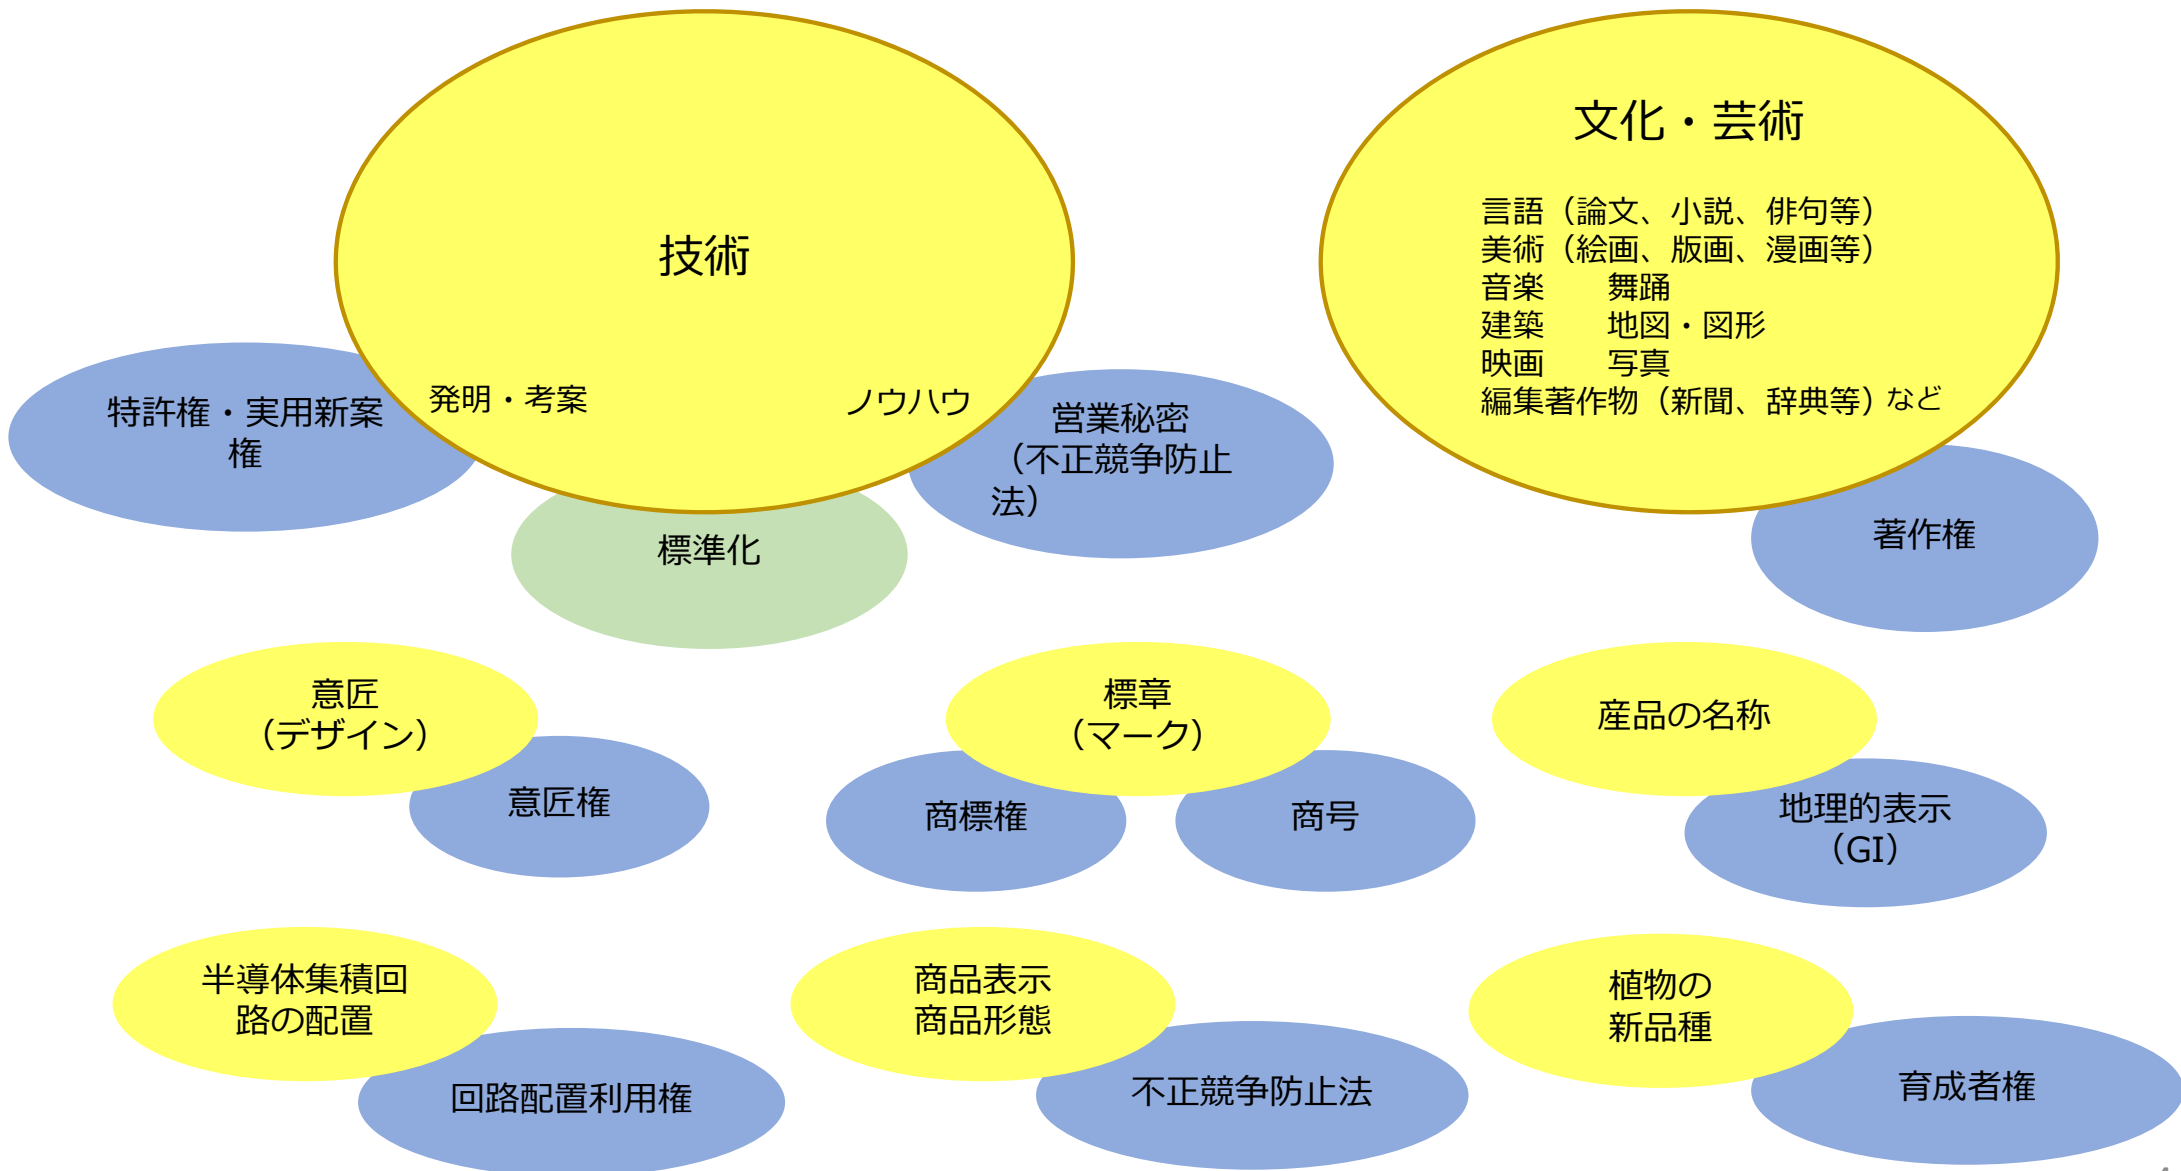 技術
発明・考案
ノウハウ
特許権・実用新案
権
営業秘密
（不正競争防止
法）
標準化
文化・芸術
言語（論文、小説、俳句等）
美術（絵画、版画、漫画等）
音楽　　舞踊
建築　　地図・図形
映画　　写真
編集著作物（新聞、辞典等）など
著作権
意匠
（デザイン）
意匠権
標章
（マーク）
商標権
商号
産品の名称
地理的表示
（GI）
半導体集積回
路の配置
回路配置利用権
商品表示
商品形態
不正競争防止法
植物の
新品種
育成者権